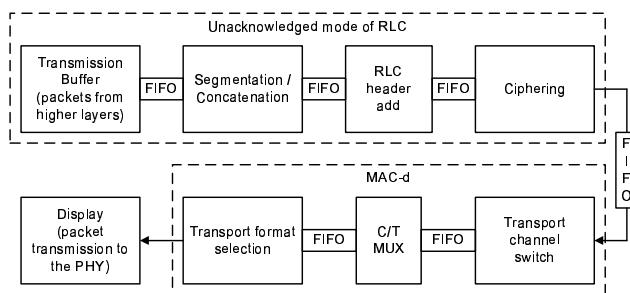 Unacknowledged mode of RLC
Transmission
Buffer
(packets from
higher layers)
FIFO
Segmentation /
Concatenation
FIFO
RLC
header
add
FIFO
Ciphering
F
I
F
O
MAC-d
Display
(packet
transmission to
the PHY)
Transport format
selection
FIFO
C/T
MUX
FIFO
Transport
channel
switch